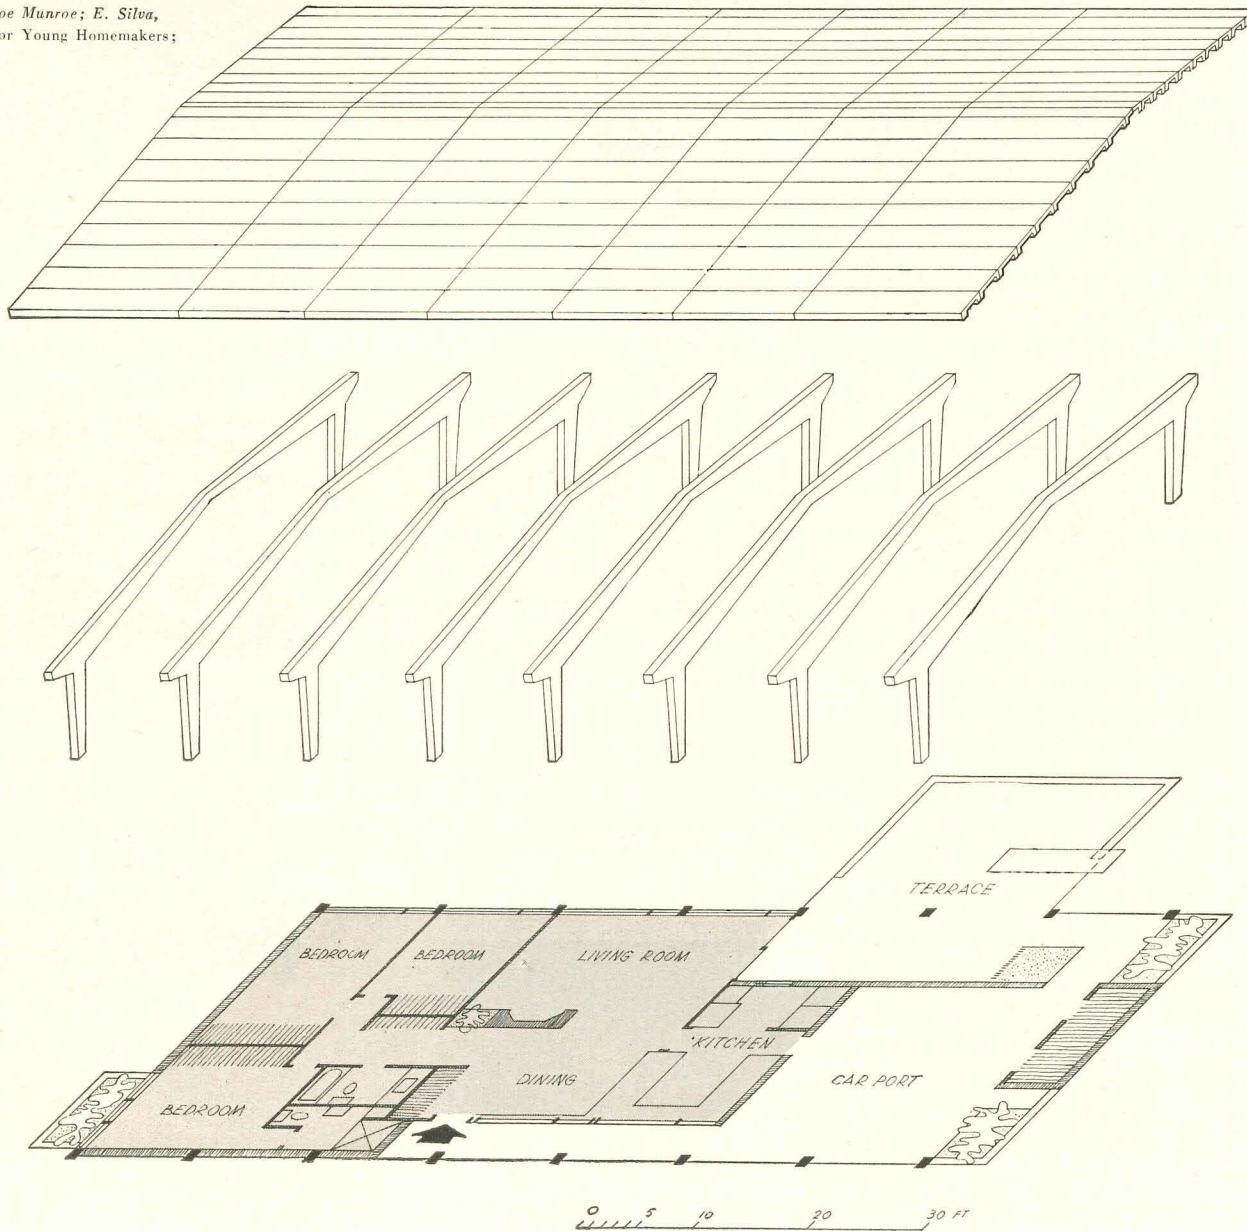 oe Munroe; E. Silva,
or Young Homemakers;
TERRACE
BEDROOM
BEDROOM
LIVING ROOM
KITCHEN
DINING
CAR PORT
BEDROOM
0 5 10 20 30 FT